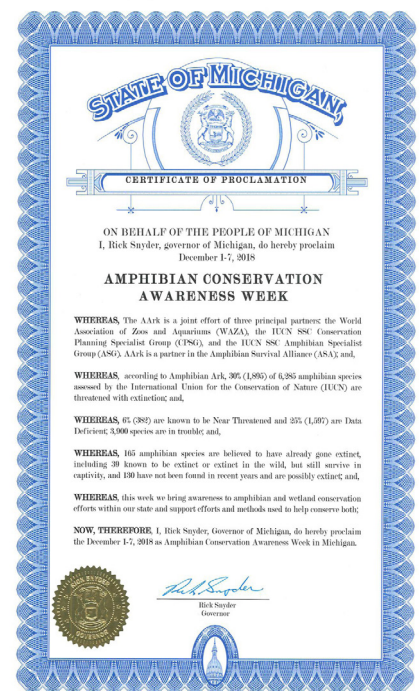 STATE OF MICHIGAN
CERTIFICATE OF PROCLAMATION
ON BEHALF OF THE PEOPLE OF MICHIGAN
I, Rick Snyder, governor of Michigan, do hereby proclaim
December 1-7, 2018
AMPHIBIAN CONSERVATION
AWARENESS WEEK
WHEREAS, The AArk is a joint effort of three principal partners: the World
Association of Zoos and Aquariums (WAZA), the IUCN SSC Conservation
Planning Specialist Group (CPSG), and the IUCN SSC Amphibian Specialist
Group (ASG). AArk is a partner in the Amphibian Survival Alliance (ASA); and,
WHEREAS, according to Amphibian Ark, 30% (1,895) of 6,285 amphibian species
assessed by the International Union for the Conservation of Nature (IUCN) are
threatened with extinction; and,
WHEREAS, 6% (382) are known to be Near Threatened and 25% (1,597) are Data
Deficient; 3,900 species are in trouble; and,
WHEREAS, 165 amphibian species are believed to have already gone extinct,
including 39 known to be extinct or extinct in the wild, but still survive in
captivity, and 130 have not been found in recent years and are possibly extinct; and,
WHEREAS, this week we bring awareness to amphibian and wetland conservation
efforts within our state and support efforts and methods used to help conserve both;
NOW, THEREFORE, I, Rick Snyder, Governor of Michigan, do hereby proclaim
the December 1-7, 2018 as Amphibian Conservation Awareness Week in Michigan.
Rick Snyder
Rick Snyder
Governor
SNYDER
GOVERNOR